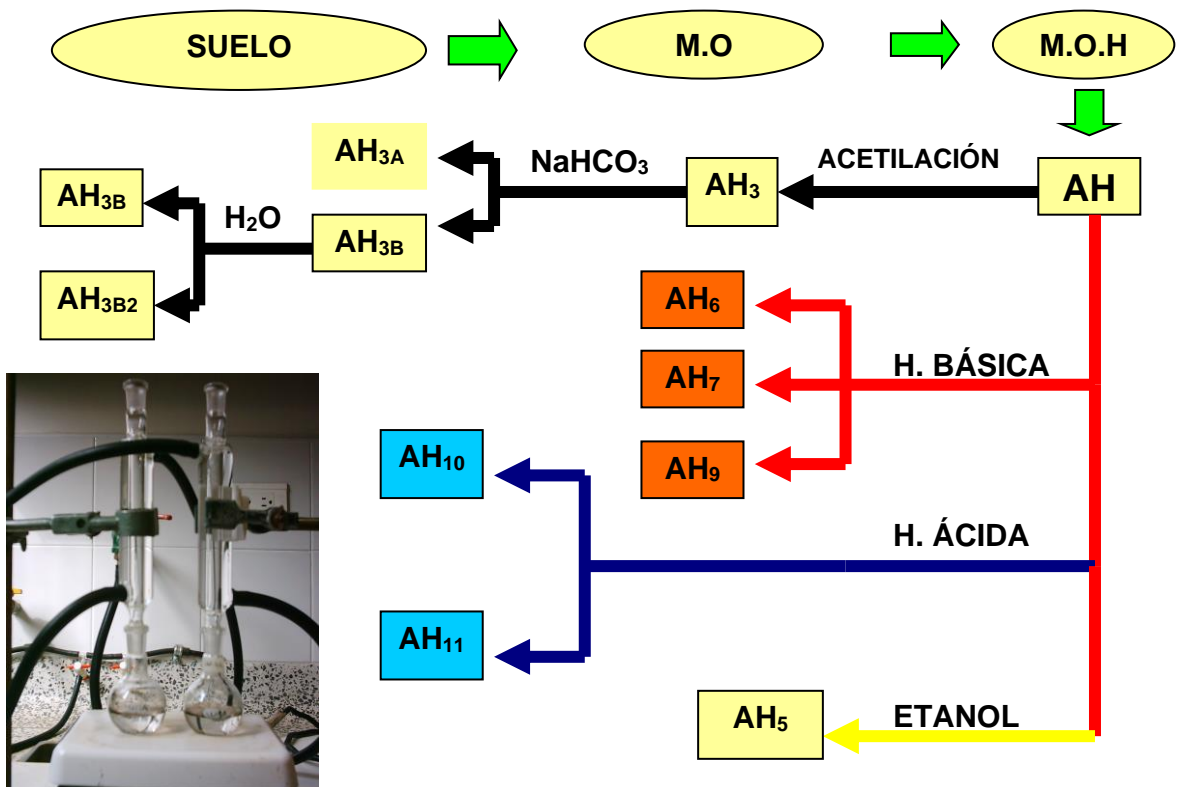 SUELO
M.O
M.O.H
AH3A
NaHCO3
ACETILACIÓN
AH3B
H2O
AH3B
AH3
AH
AH3B2
AH6
AH7
H. BÁSICA
AH9
AH10
H. ÁCIDA
AH11
AH5
ETANOL